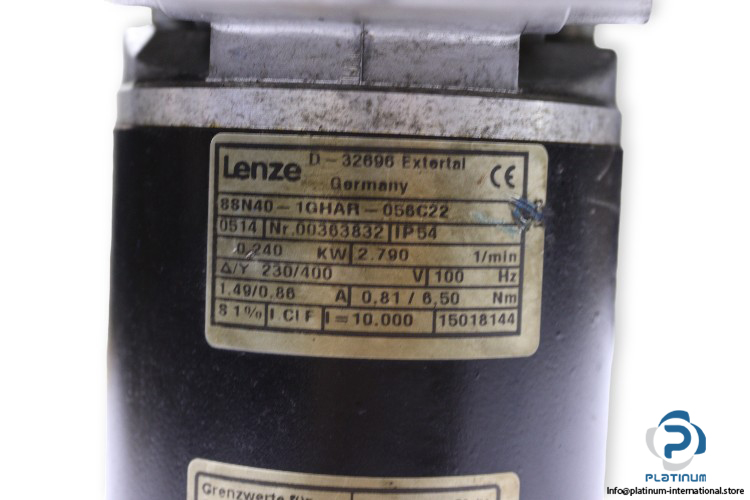 Lenze D-32696 Extertal
Germany CE
SSN40-1GHAR-056C22
0514 Nr.00363832 IP54
0.240 KW 2.790 1/min
Δ/Y 230/400 V 100 Hz
1.49/0.86 A 0,81 / 6,50 Nm
S 1% I.Cl F i=10.000 15018144
Grenzwerte für
PLATINUM
Info@platinum-international.store